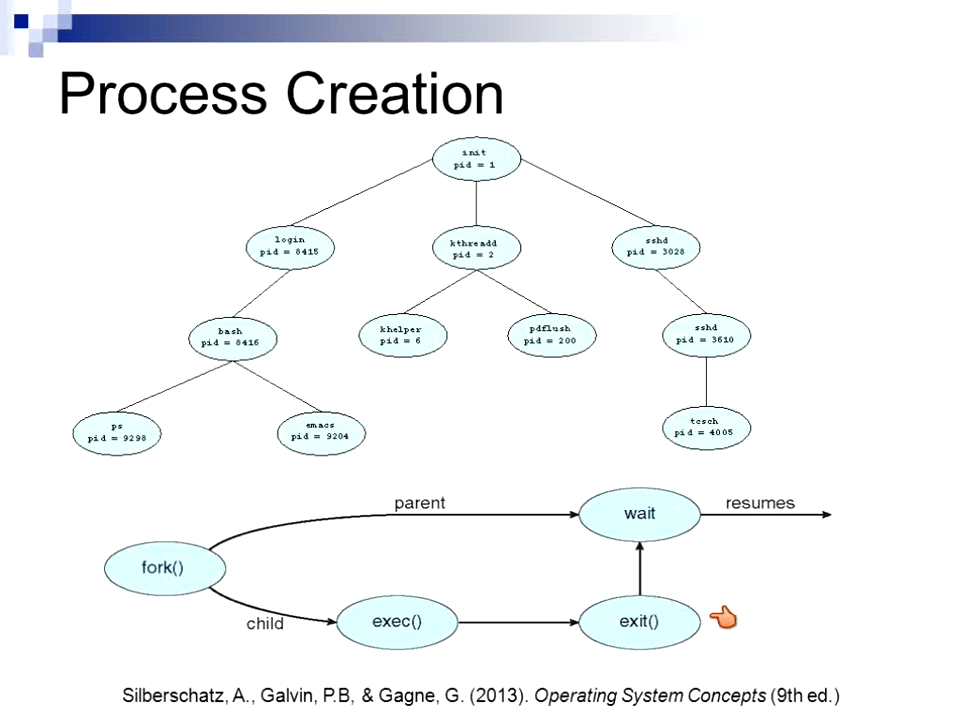 Process Creation
init
pid = 1
login
pid = 8415
kthreadd
pid = 2
sshd
pid = 3028
bash
pid = 8416
khelper
pid = 6
pdflush
pid = 200
sshd
pid = 3610
ps
pid = 9298
emacs
pid = 9204
tcsch
pid = 4005
parent
wait
resumes
fork()
child
exec()
exit()
Silberschatz, A., Galvin, P.B, & Gagne, G. (2013). Operating System Concepts (9th ed.)